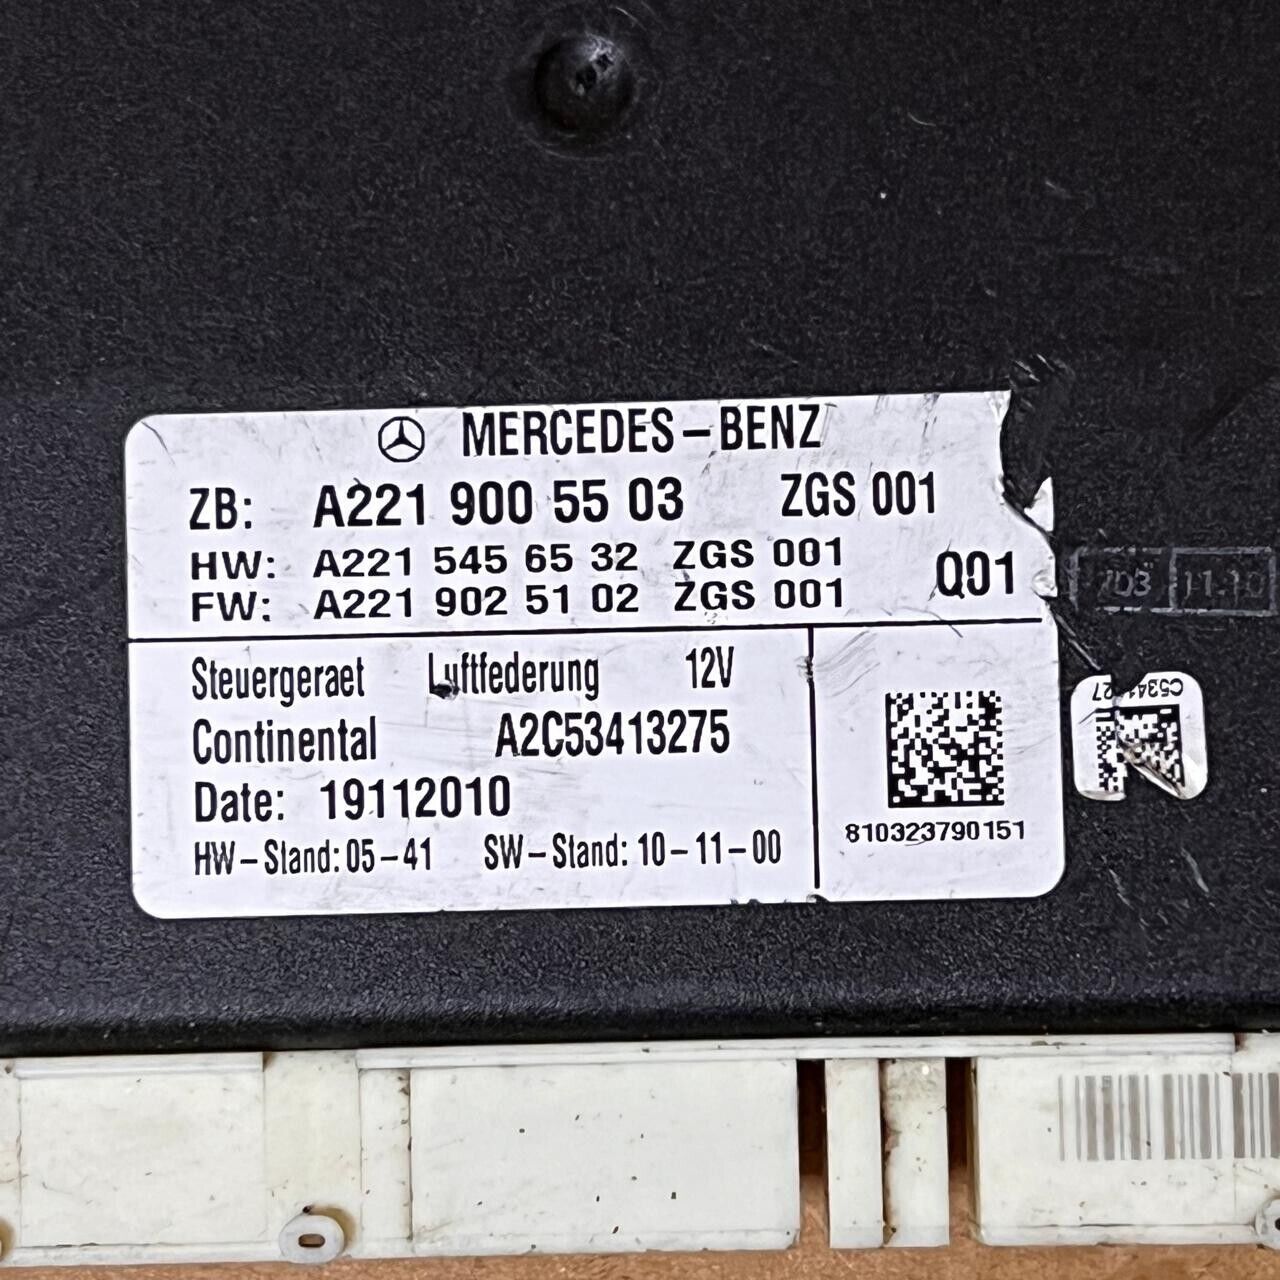 MERCEDES-BENZ
ZB: A221 900 55 03 ZGS 001
HW: A221 545 65 32 ZGS 001
FW: A221 902 51 02 ZGS 001
Q01
Steuergeraet Luftfederung 12V
Continental A2C53413275
Date: 19112010
HW-Stand: 05-41 SW-Stand: 10-11-00
810323790151
11.10